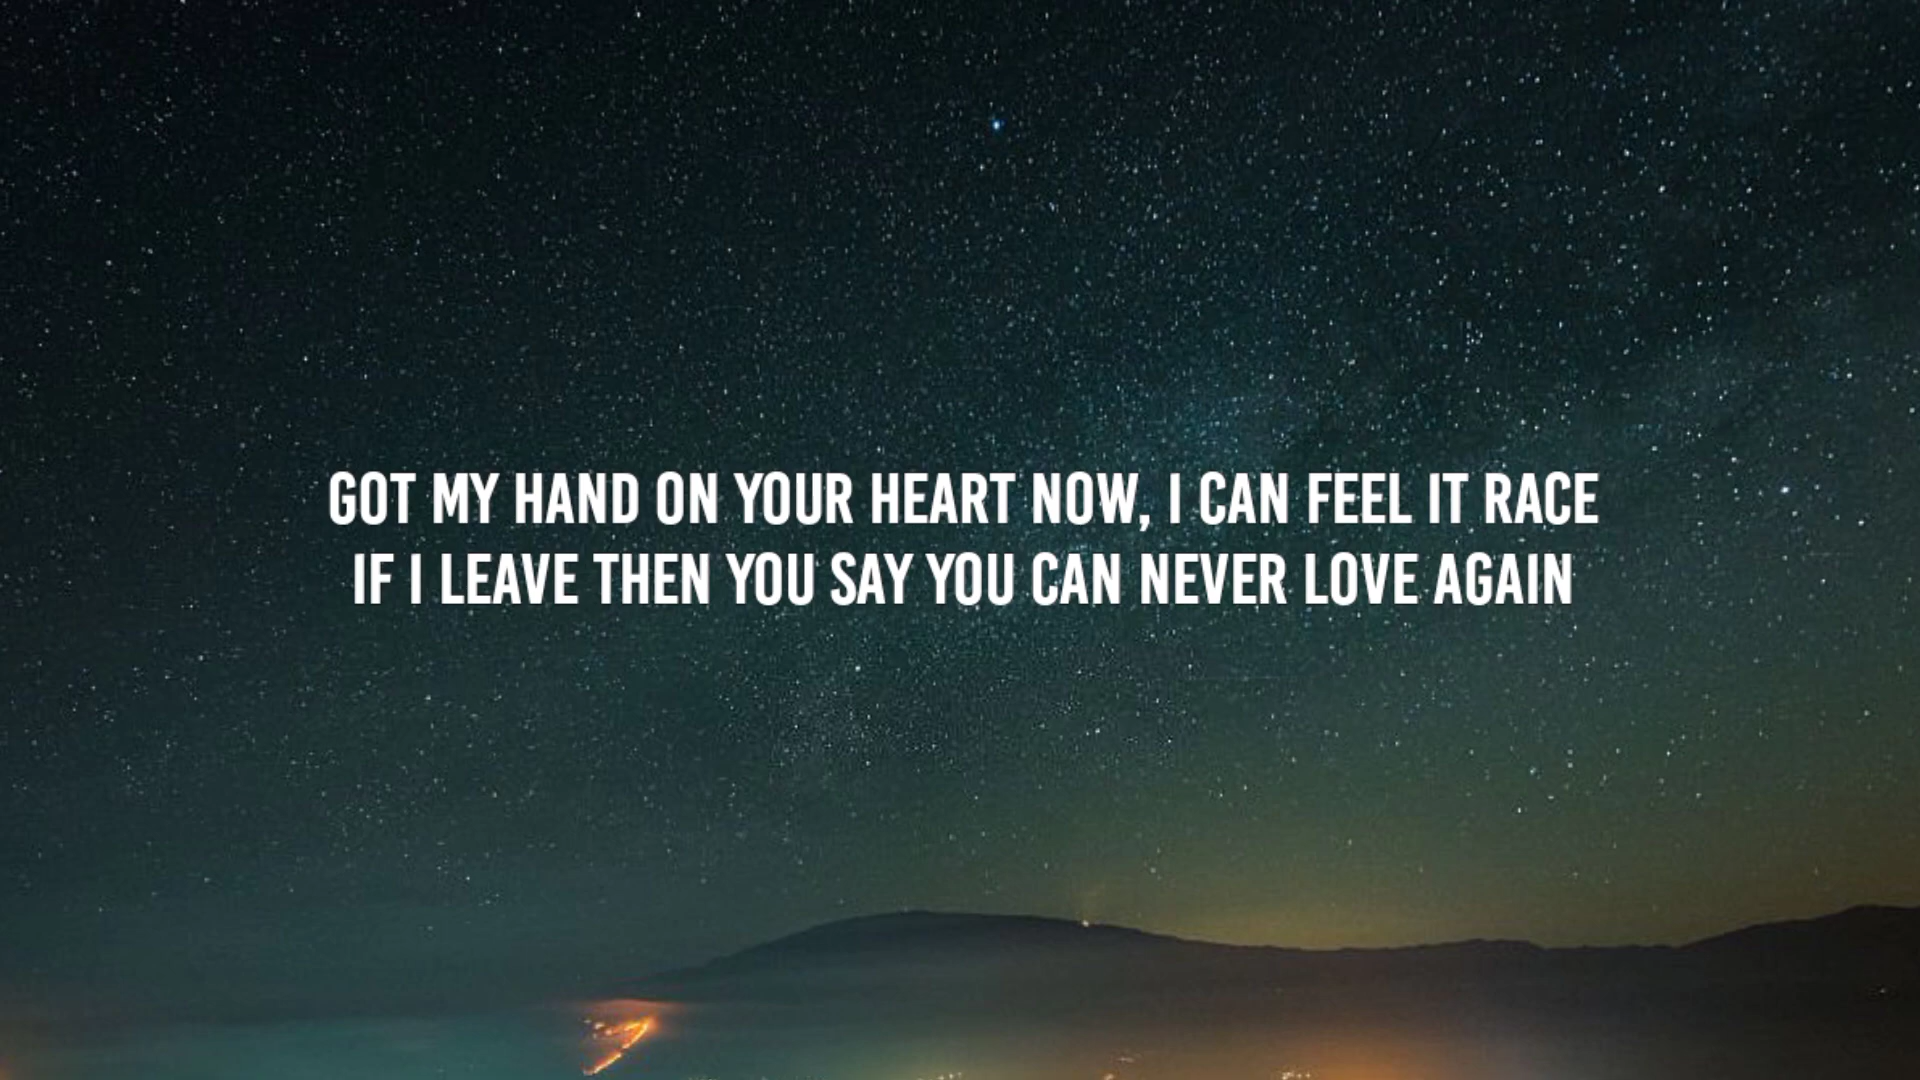 GOT MY HAND ON YOUR HEART NOW, I CAN FEEL IT RACE
IF I LEAVE THEN YOU SAY YOU CAN NEVER LOVE AGAIN